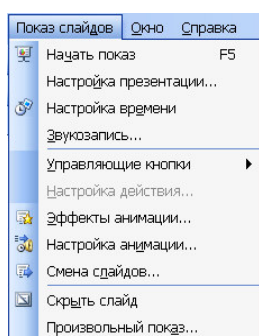 Показ слайдов Окно Справка
Начать показ F5
Настройка презентации...
Настройка времени
Звукозапись...
Управляющие кнопки
Настройка действия...
Эффекты анимации...
Настройка анимации...
Смена слайдов...
Скрыть слайд
Произвольный показ...